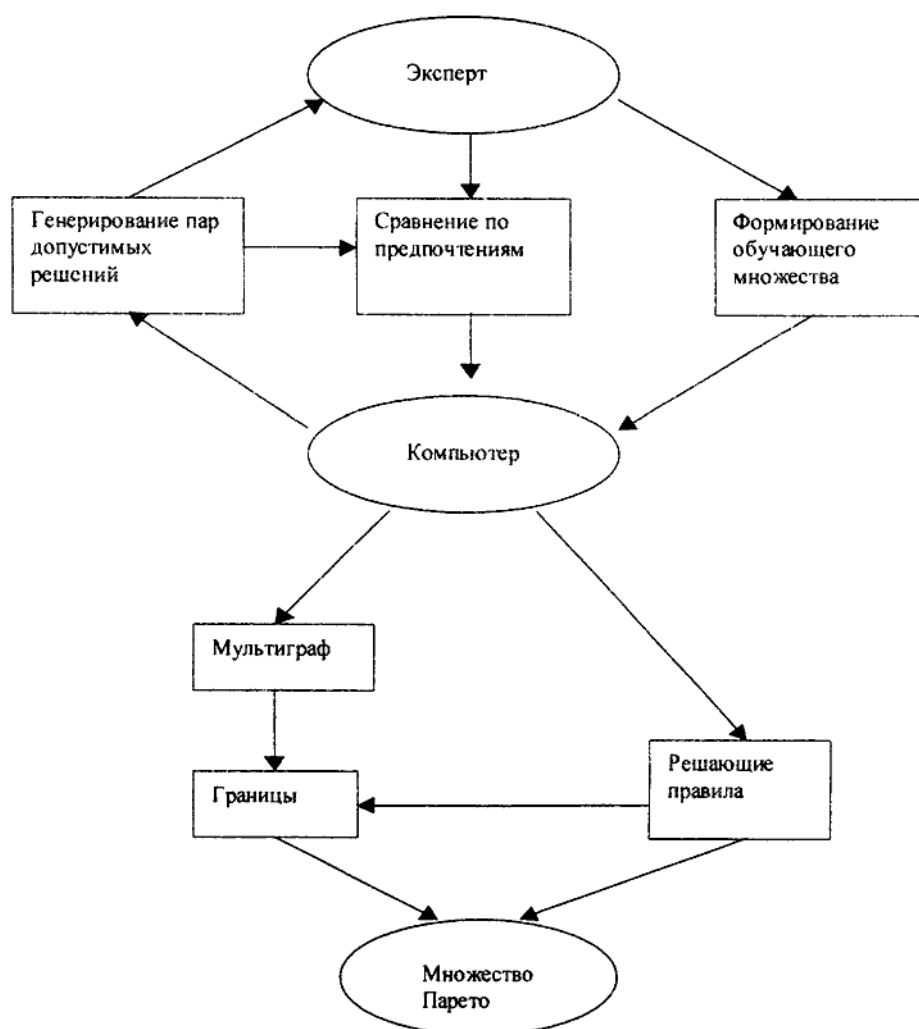 Эксперт
Генерирование пар
допустимых
решений
Сравнение по
предпочтениям
Формирование
обучающего
множества
Компьютер
Мультиграф
Границы
Решающие
правила
Множество
Парето